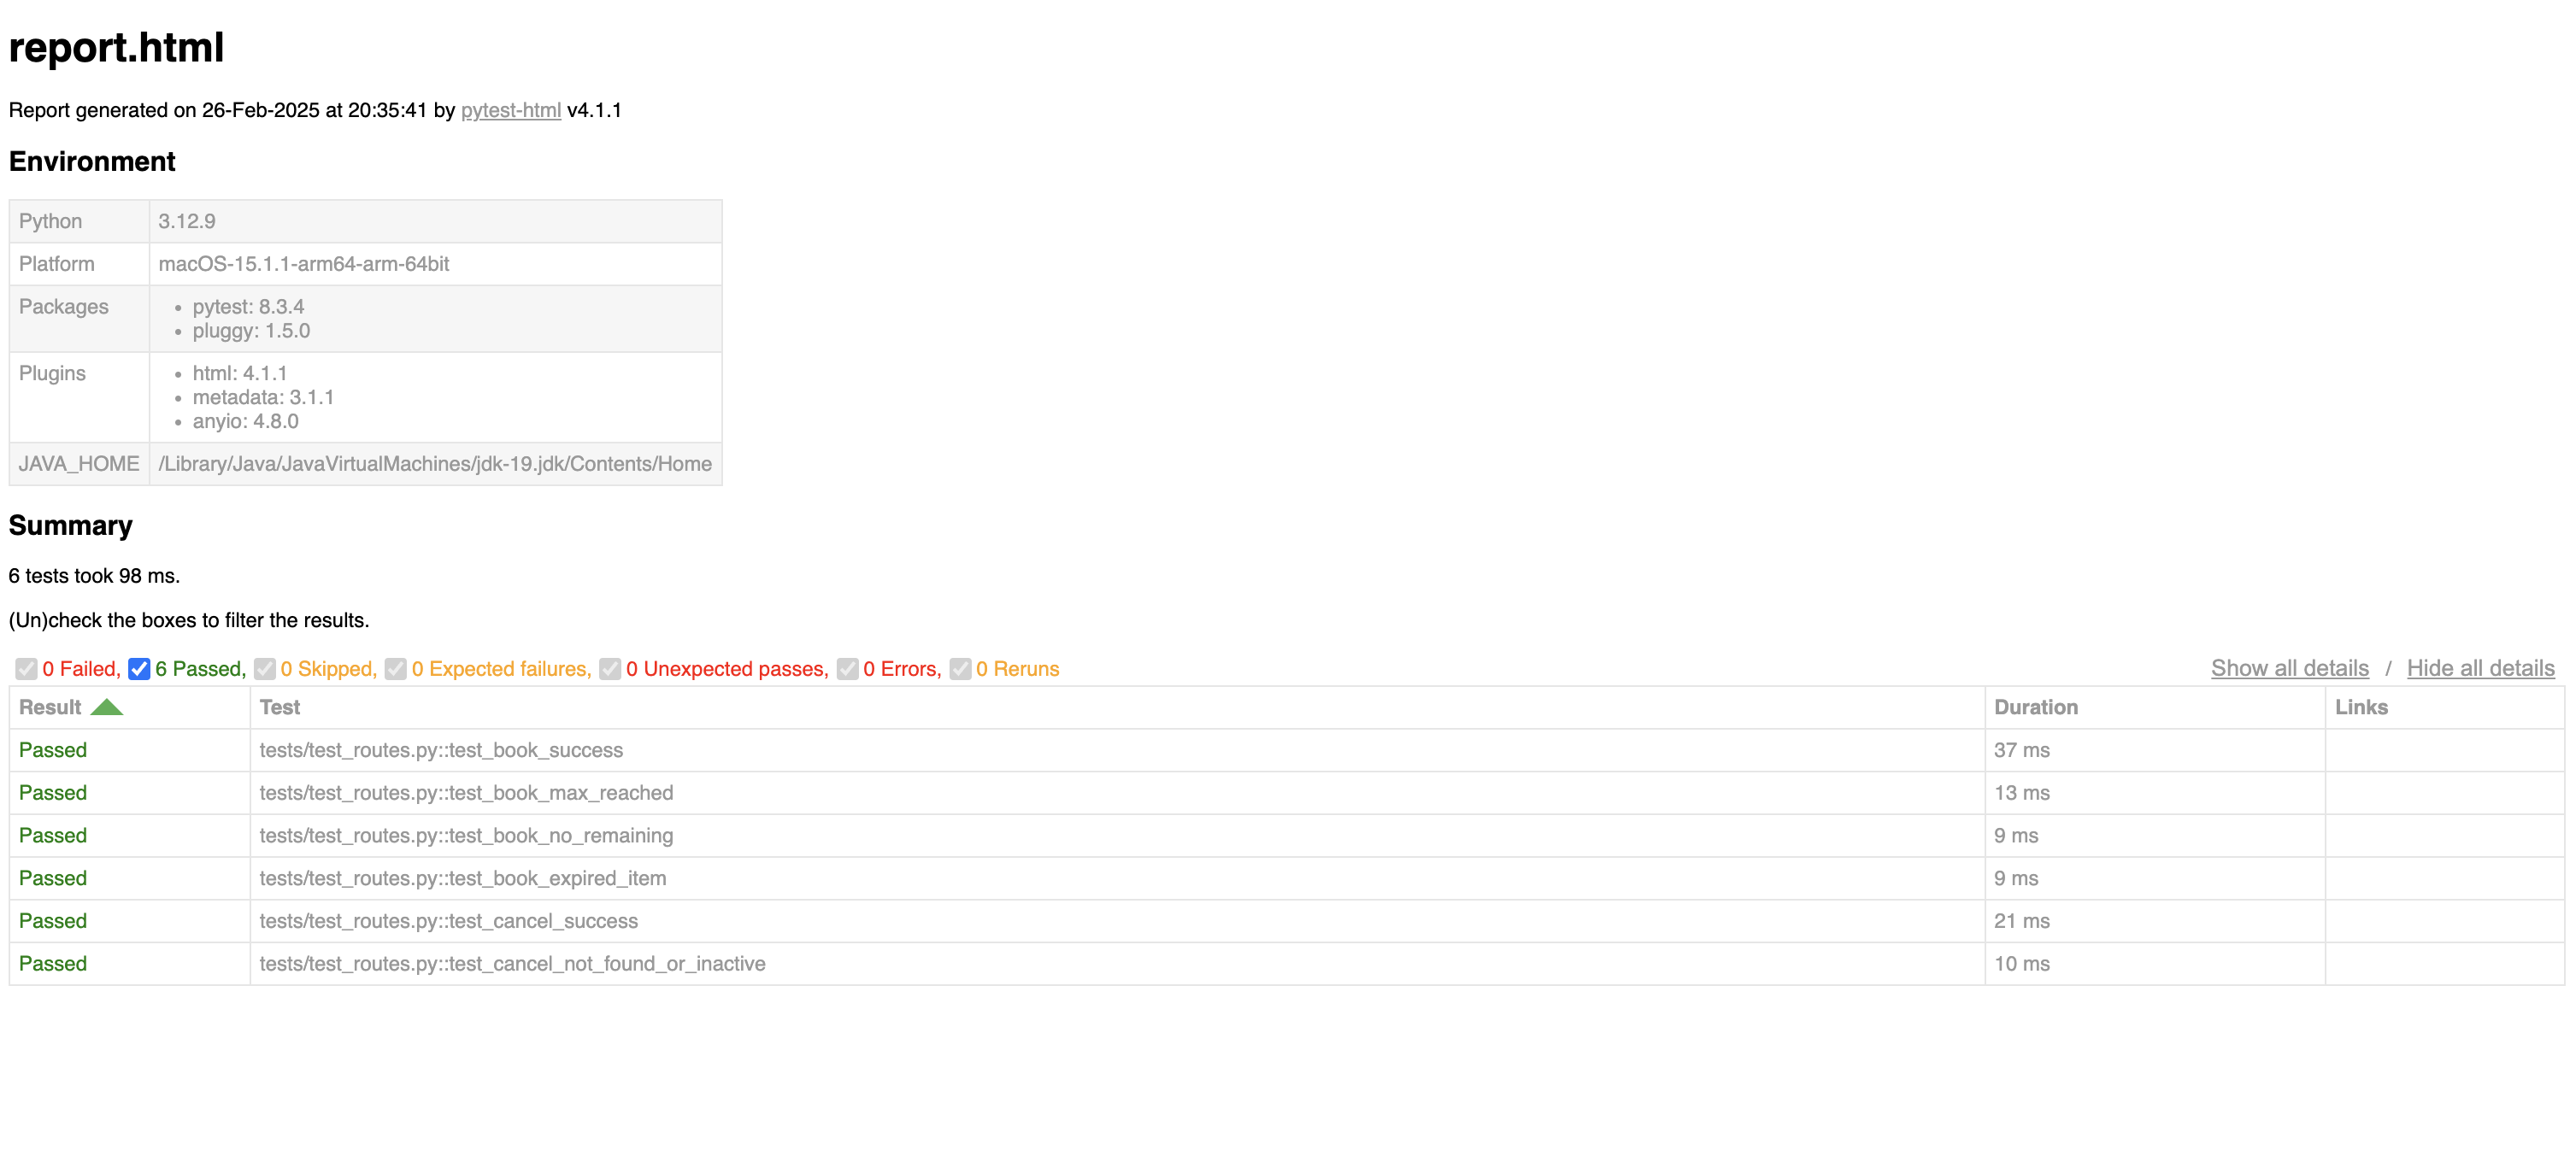 report.html
Report generated on 26-Feb-2025 at 20:35:41 by pytest-html v4.1.1
Environment
Python 3.12.9
Platform macOS-15.1.1-arm64-arm-64bit
Packages
• pytest: 8.3.4
• pluggy: 1.5.0
Plugins
• html: 4.1.1
• metadata: 3.1.1
• anyio: 4.8.0
JAVA_HOME /Library/Java/JavaVirtualMachines/jdk-19.jdk/Contents/Home
Summary
6 tests took 98 ms.
(Un)check the boxes to filter the results.
0 Failed, 6 Passed, 0 Skipped, 0 Expected failures, 0 Unexpected passes, 0 Errors, 0 Reruns Show all details / Hide all details
Result Test Duration Links
Passed tests/test_routes.py::test_book_success 37 ms
Passed tests/test_routes.py::test_book_max_reached 13 ms
Passed tests/test_routes.py::test_book_no_remaining 9 ms
Passed tests/test_routes.py::test_book_expired_item 9 ms
Passed tests/test_routes.py::test_cancel_success 21 ms
Passed tests/test_routes.py::test_cancel_not_found_or_inactive 10 ms